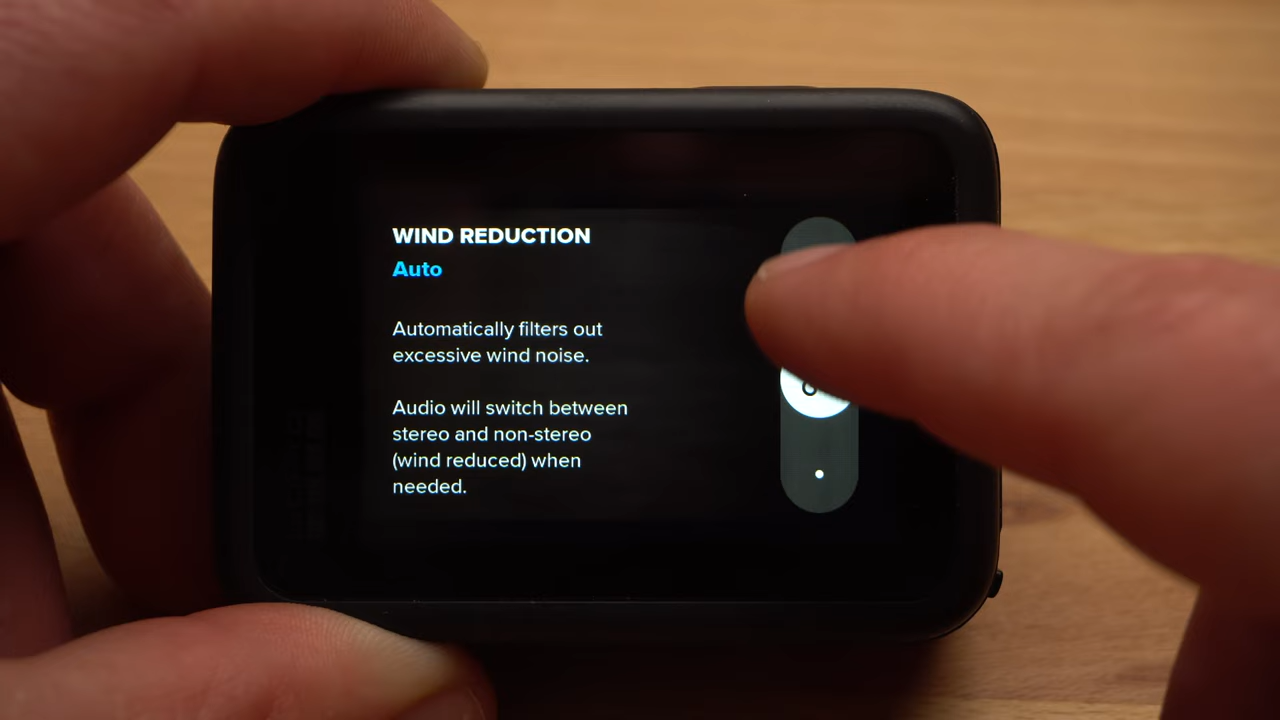 WIND REDUCTION
Auto
Automatically filters out
excessive wind noise.
Audio will switch between
stereo and non-stereo
(wind reduced) when
needed.